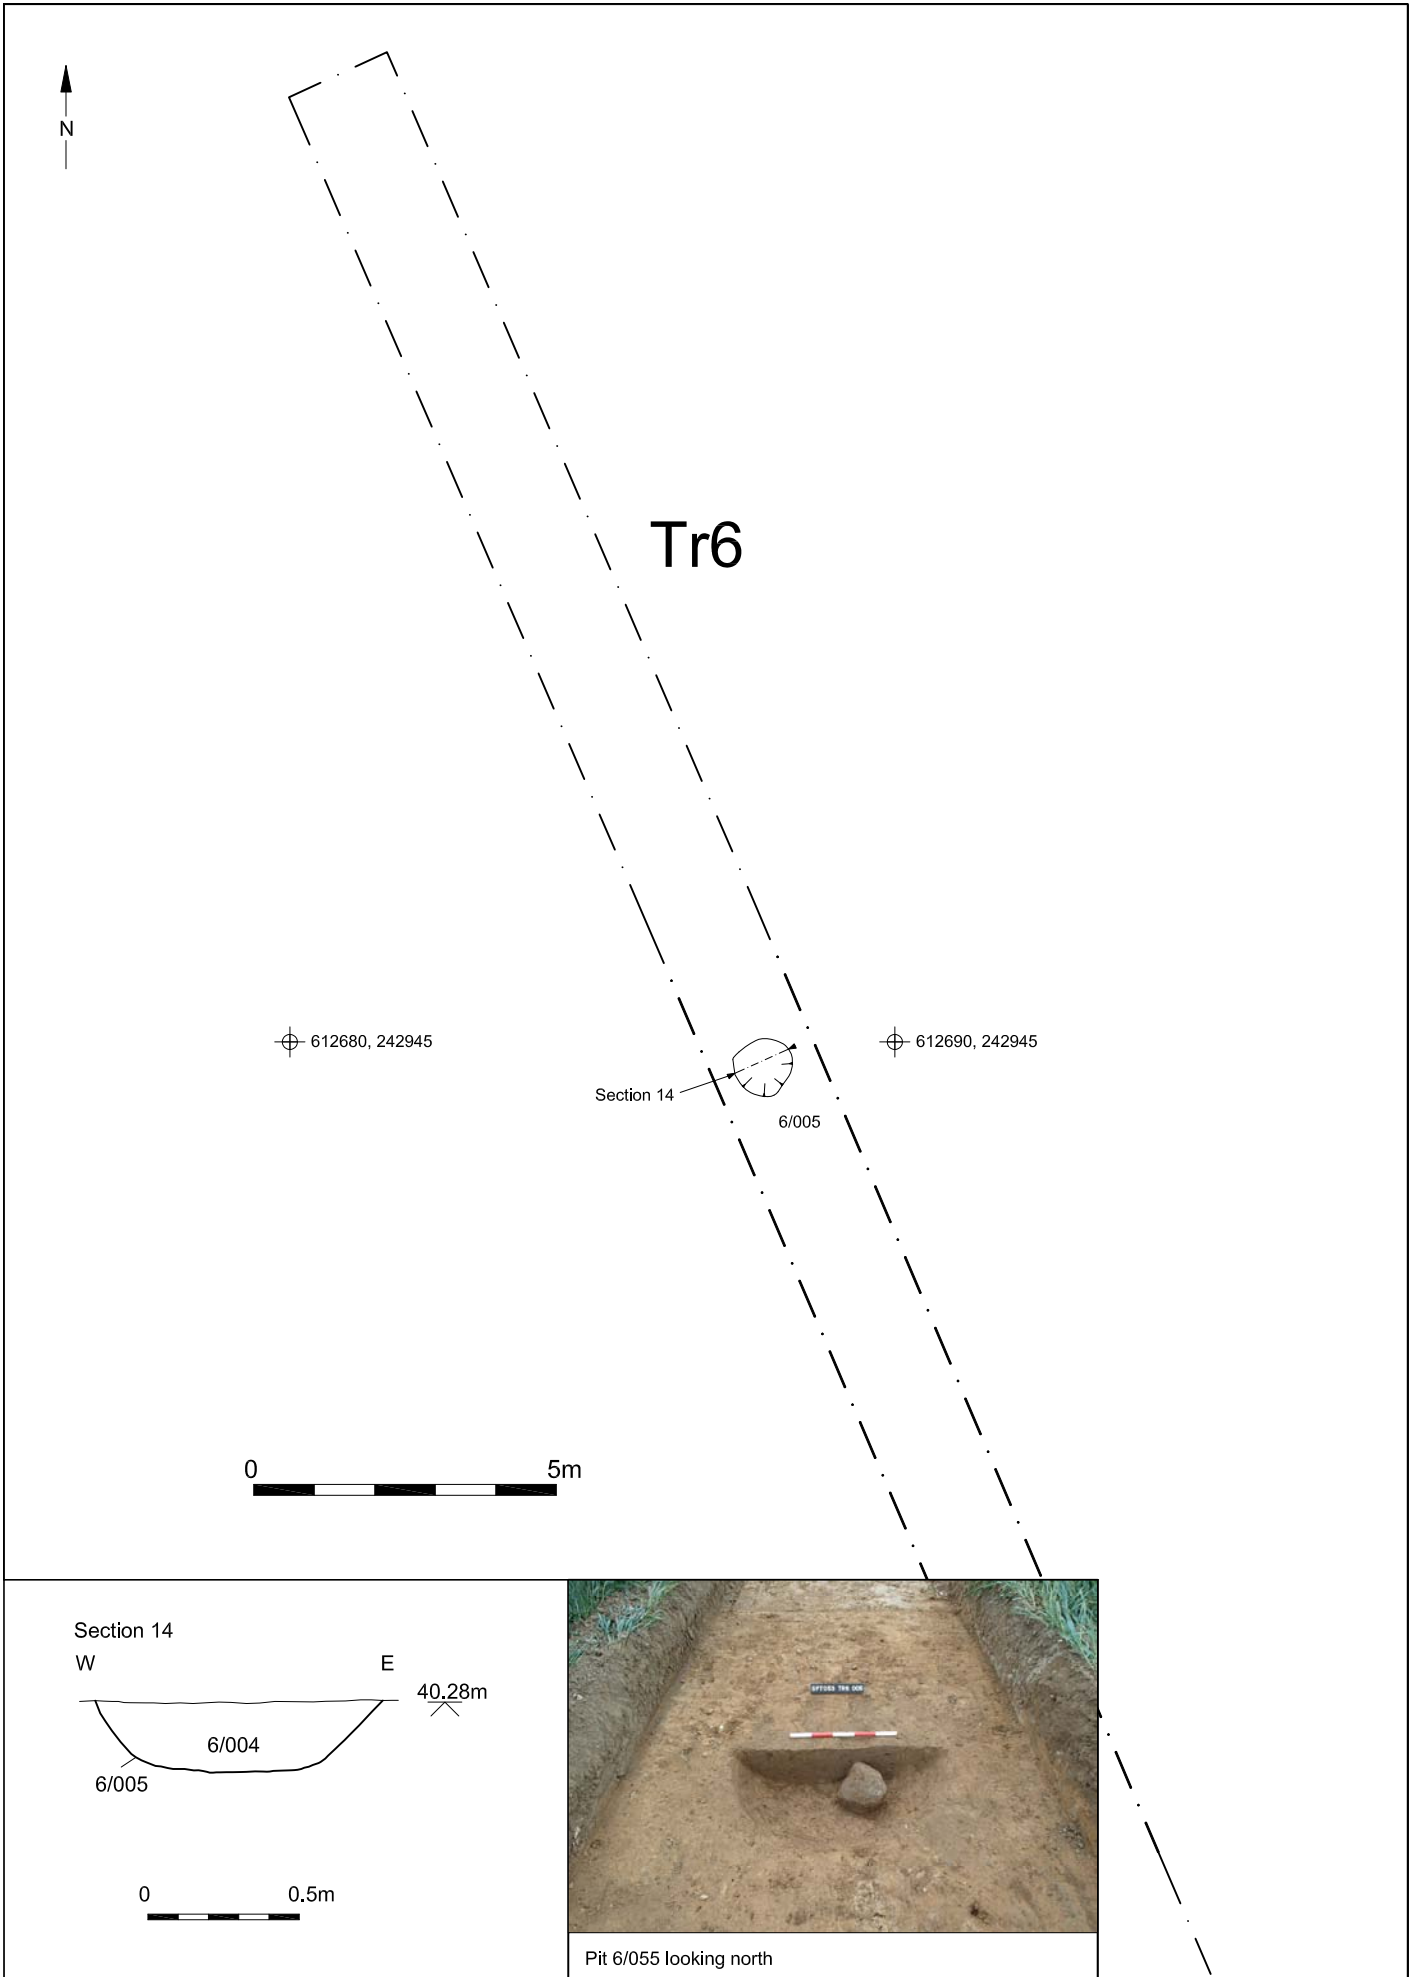 N
Tr6
612680, 242945
612690, 242945
Section 14
6/005
0 5m
Section 14
W E
40.28m
6/004
6/005
0 0.5m
Pit 6/055 looking north